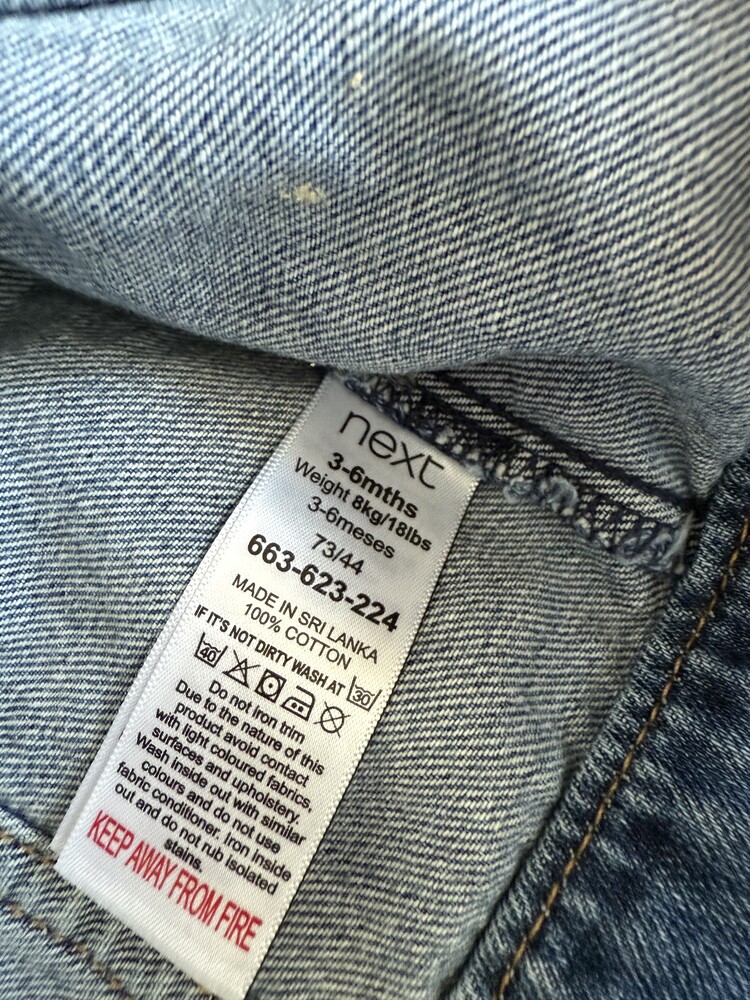 next
3-6mths
Weight 8kg/18lbs
3-6meses
73/44
663-623-224
MADE IN SRI LANKA
100% COTTON
IF IT'S NOT DIRTY WASH AT 30
40
Do not Iron trim
Due to the nature of this
product avoid contact
with light coloured fabrics,
surfaces and upholstery.
Wash inside out with similar
colours and do not use
fabric conditioner. Iron inside
out and do not rub isolated
stains.
KEEP AWAY FROM FIRE